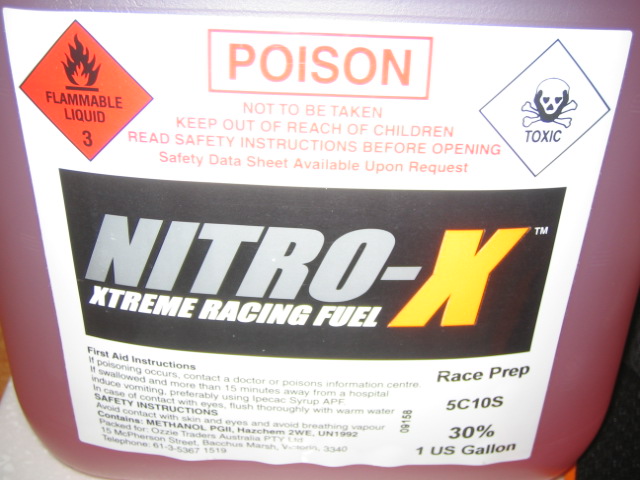 POISON
FLAMMABLE
LIQUID
3
TOXIC
NOT TO BE TAKEN
KEEP OUT OF REACH OF CHILDREN
READ SAFETY INSTRUCTIONS BEFORE OPENING
Safety Data Sheet Available Upon Request
NITRO-X™
XTREME RACING FUEL
First Aid Instructions
If poisoning occurs, contact a doctor or poisons information centre.
If swallowed and more than 15 minutes away from a hospital
induce vomiting, preferably using Ipecac Syrup APF
In case of contact with eyes, flush thoroughly with warm water
SAFETY INSTRUCTIONS
Avoid contact with skin and eyes and avoid breathing vapour
Contains: METHANOL PGII, Hazchem 2WE, UN1992
Packed for: Ozzie Traders Australia PTY Ltd
15 McPherson Street, Bacchus Marsh, Victoria, 3340
Telephone: 61-3-5367 1519
09158
Race Prep
5C10S
30%
1 US Gallon